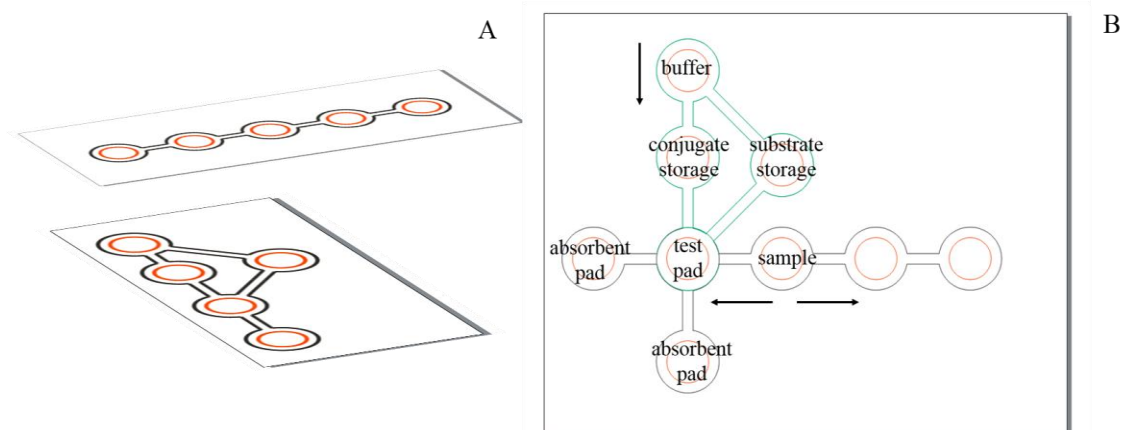 A
B
buffer
conjugate
storage
substrate
storage
absorbent
pad
test
pad
sample
absorbent
pad